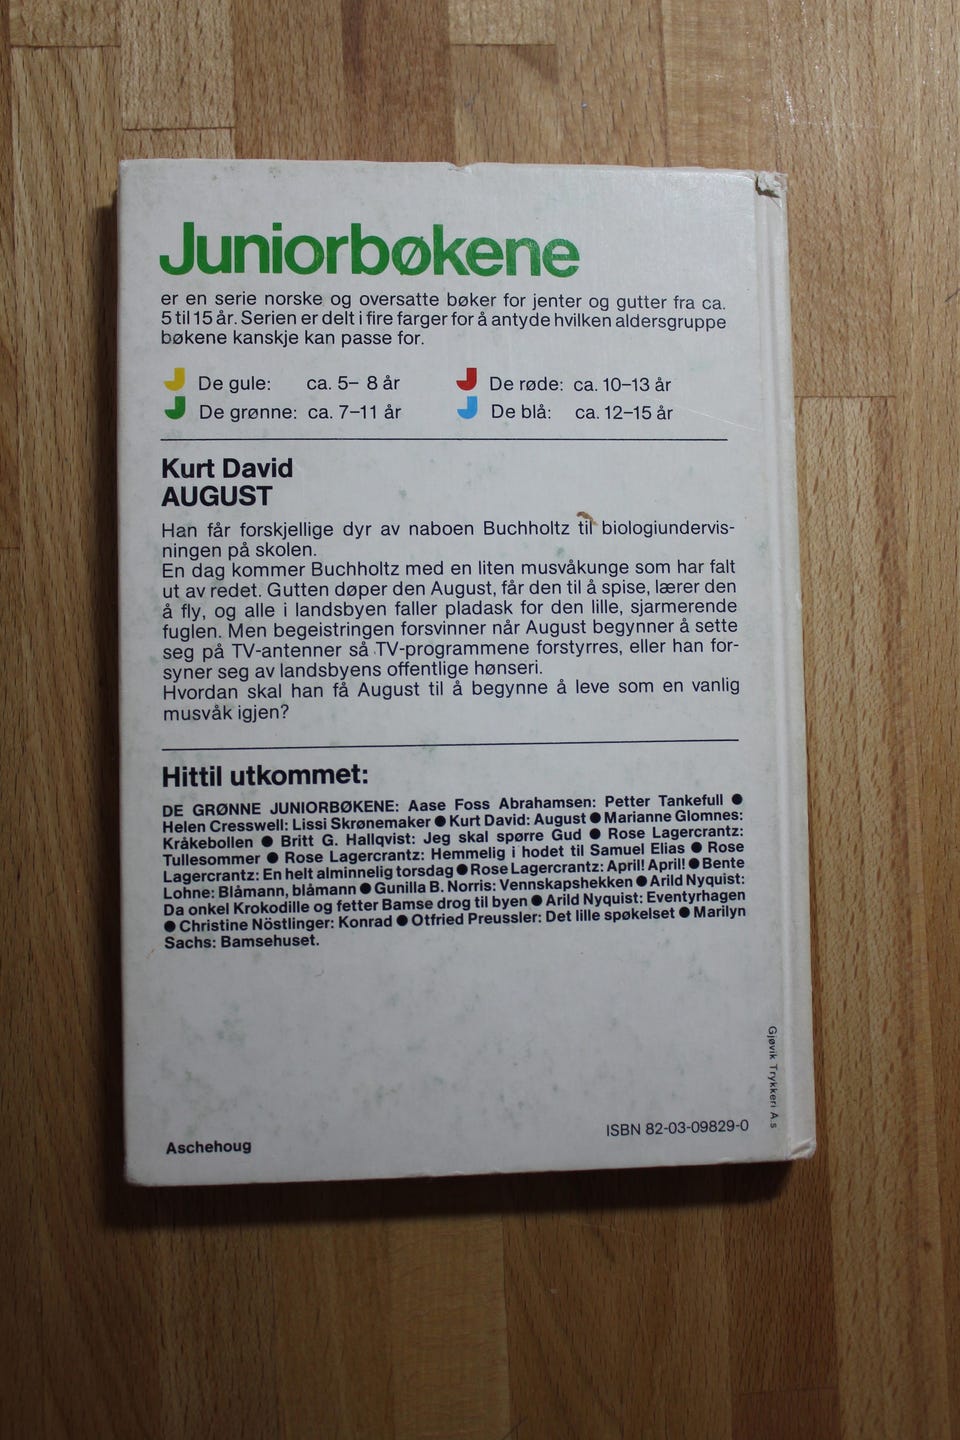 Juniorbøkene
er en serie norske og oversatte bøker for jenter og gutter fra ca.
5 til 15 år. Serien er delt i fire farger for å antyde hvilken aldersgruppe
bøkene kanskje kan passe for.
De gule: ca. 5– 8 år
De røde: ca. 10–13 år
De grønne: ca. 7–11 år
De blå: ca. 12–15 år
Kurt David
AUGUST
Han får forskjellige dyr av naboen Buchholtz til biologiundervis-
ningen på skolen.
En dag kommer Buchholtz med en liten musvåkunge som har falt
ut av redet. Gutten døper den August, får den til å spise, lærer den
å fly, og alle i landsbyen faller pladask for den lille, sjarmerende
fuglen. Men begeistringen forsvinner når August begynner å sette
seg på TV-antenner så TV-programmene forstyrres, eller han for-
syner seg av landsbyens offentlige hønseri.
Hvordan skal han få August til å begynne å leve som en vanlig
musvåk igjen?
Hittil utkommet:
DE GRØNNE JUNIORBØKENE: Aase Foss Abrahamsen: Petter Tankefull ●
Helen Cresswell: Lissi Skrønemaker ● Kurt David: August ● Marianne Glomnes:
Kråkebollen ● Britt G. Hallqvist: Jeg skal spørre Gud ● Rose Lagercrantz:
Tullesommer ● Rose Lagercrantz: Hemmelig i hodet til Samuel Elias ● Rose
Lagercrantz: En helt alminnelig torsdag ● Rose Lagercrantz: April! April! ● Bente
Lohne: Blåmann, blåmann ● Gunilla B. Norris: Vennskapshekken ● Arild Nyquist:
Da onkel Krokodille og fetter Bamse drog til byen ● Arild Nyquist: Eventyrhagen
● Christine Nöstlinger: Konrad ● Otfried Preussler: Det lille spøkelset ● Marilyn
Sachs: Bamsehuset.
Gjøvik Trykkeri A.s
ISBN 82-03-09829-0
Aschehoug